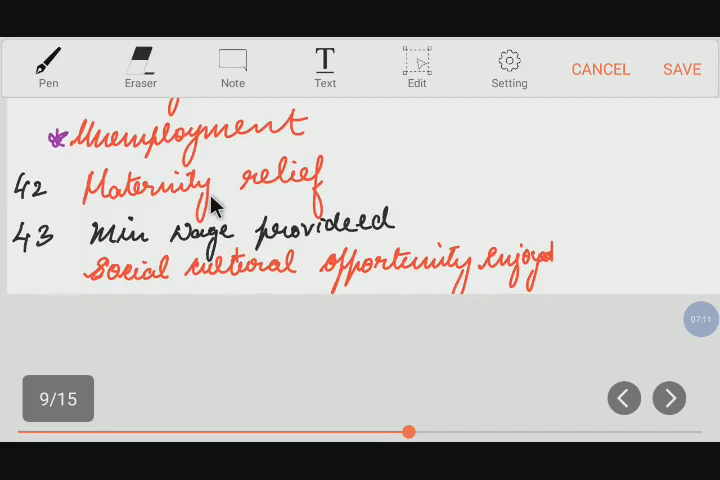 Pen Eraser Note Text Edit Setting CANCEL SAVE
Unemployment
42 Maternity relief
43 Min wage provideed
Social cultural opportunity enjoyed
07:11
9/15